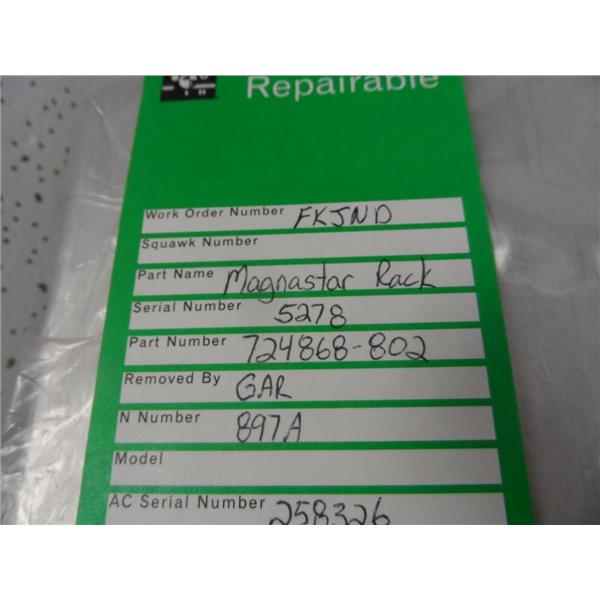 Repairable
Work Order Number FKJND
Squawk Number
Part Name Magnastar Rack
Serial Number 5278
Part Number 724868-802
Removed By GAR
N Number 897A
Model
AC Serial Number 258326